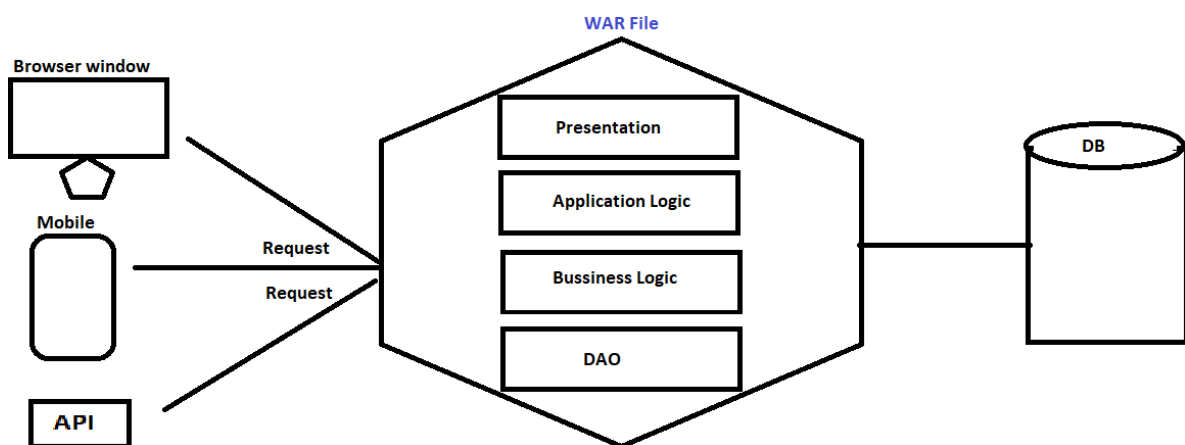 WAR File
Browser window
Presentation
DB
Application Logic
Mobile
Request
Bussiness Logic
Request
DAO
API